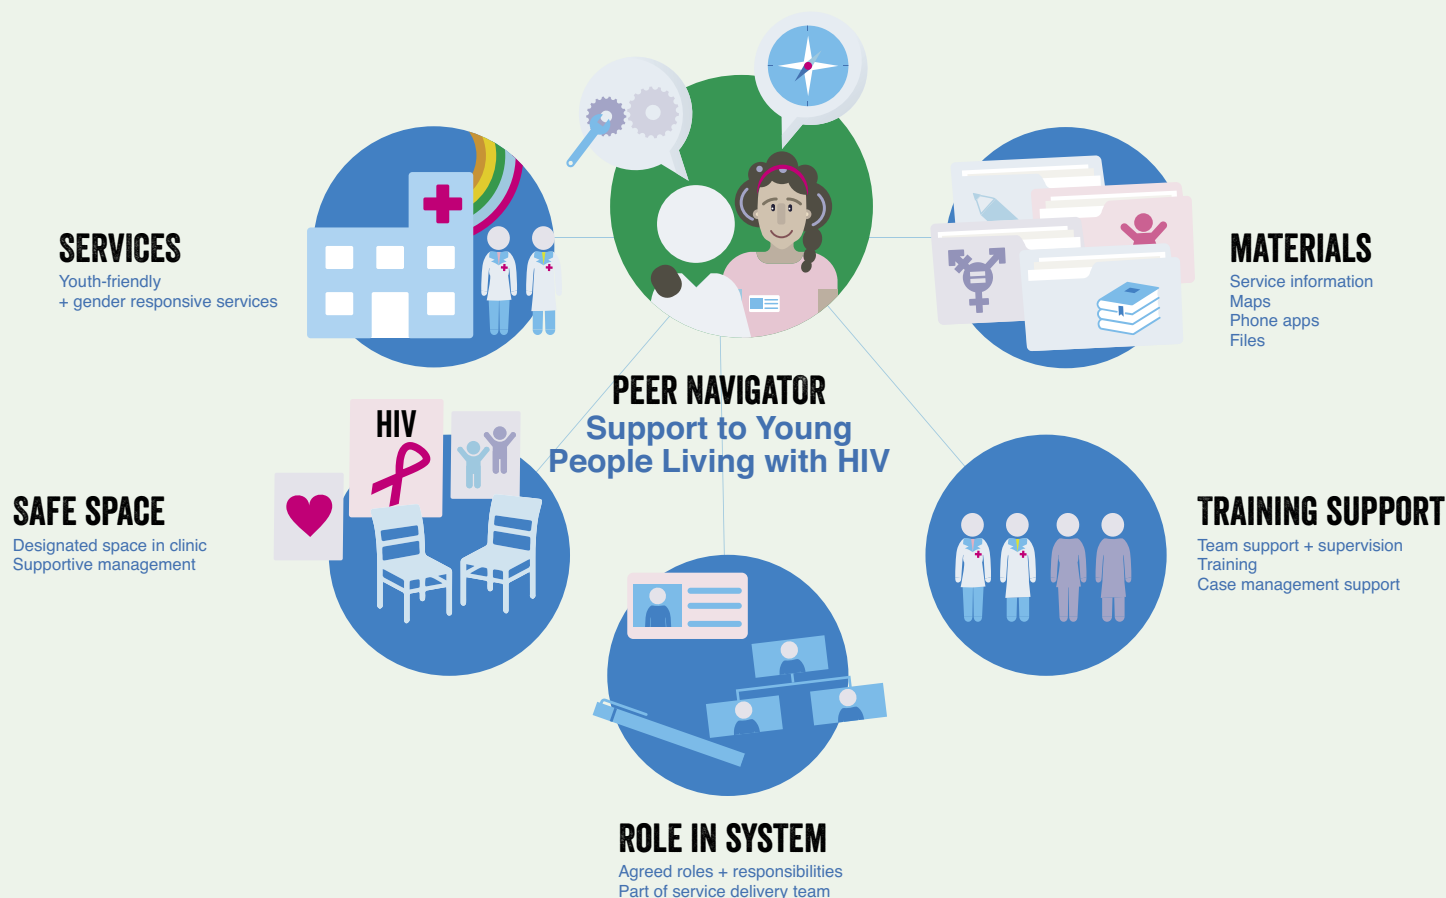 SERVICES
Youth-friendly
+ gender responsive services
MATERIALS
Service information
Maps
Phone apps
Files
PEER NAVIGATOR
Support to Young
People Living with HIV
HIV
SAFE SPACE
Designated space in clinic
Supportive management
TRAINING SUPPORT
Team support + supervision
Training
Case management support
ROLE IN SYSTEM
Agreed roles + responsibilities
Part of service delivery team